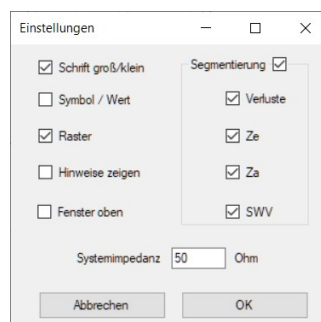 Einstellungen
Schrift groß/klein
Segmentierung
Symbol / Wert
Verluste
Raster
Ze
Hinweise zeigen
Za
Fenster oben
SWV
Systemimpedanz 50 Ohm
Abbrechen
OK